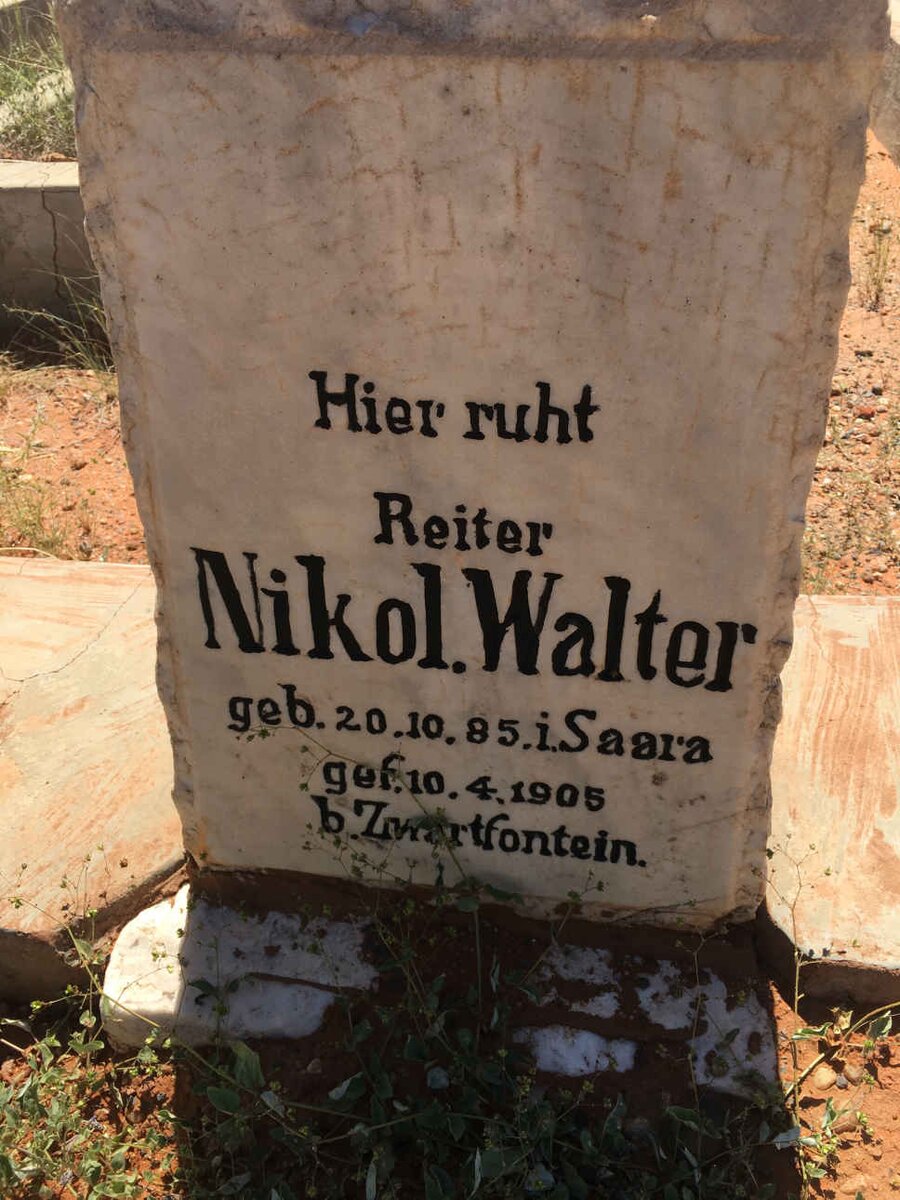 Hier ruht
Reiter
Nikol. Walter
geb. 20.10.85.i.Saara
gef.10.4.1905
b.Zwartfontein.